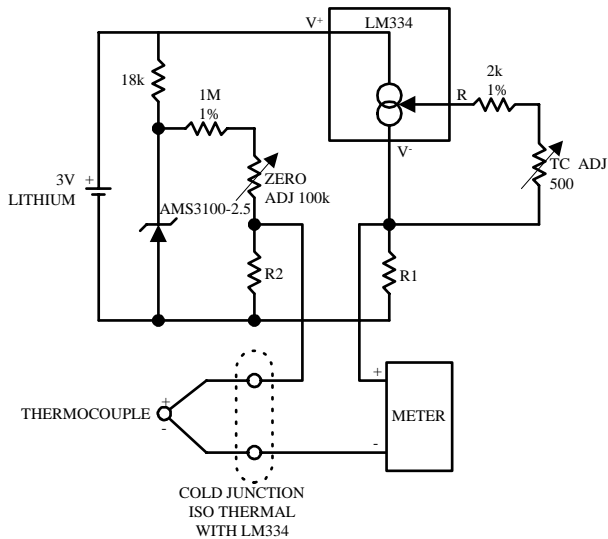 V+
LM334
18k
1M
1%
R
2k
1%
V-
3V
LITHIUM
+
ZERO
ADJ 100k
TC ADJ
500
AMS3100-2.5
R2
R1
+
THERMOCOUPLE
+
-
METER
-
COLD JUNCTION
ISO THERMAL
WITH LM334